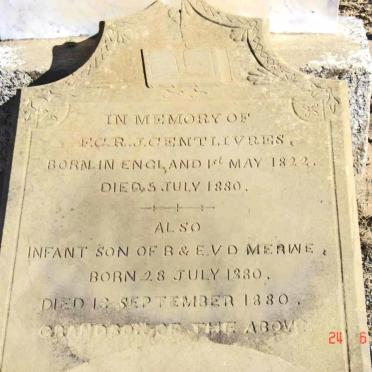 IN MEMORY OF
F.C.R.J. GENTLIVRES.
BORN IN ENGLAND 1st MAY 1822.
DIED 5 JULY 1880.
ALSO
INFANT SON OF R & E.V.D MERWE,
BORN 28 JULY 1880.
DIED 12 SEPTEMBER 1880.
GRANDSON OF THE ABOVE
24 6